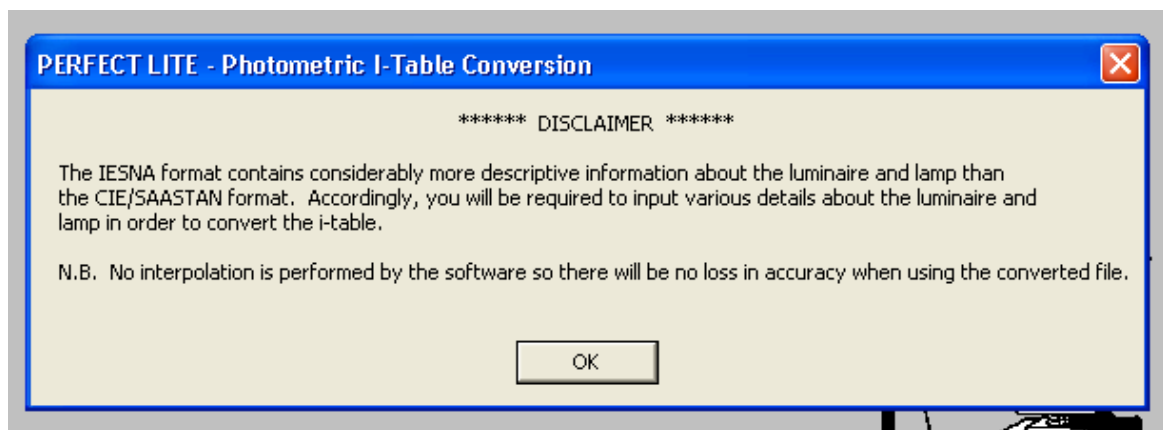 PERFECT LITE - Photometric I-Table Conversion
****** DISCLAIMER ******
The IESNA format contains considerably more descriptive information about the luminaire and lamp than
the CIE/SAASTAN format.  Accordingly, you will be required to input various details about the luminaire and
lamp in order to convert the i-table.
N.B.  No interpolation is performed by the software so there will be no loss in accuracy when using the converted file.
OK